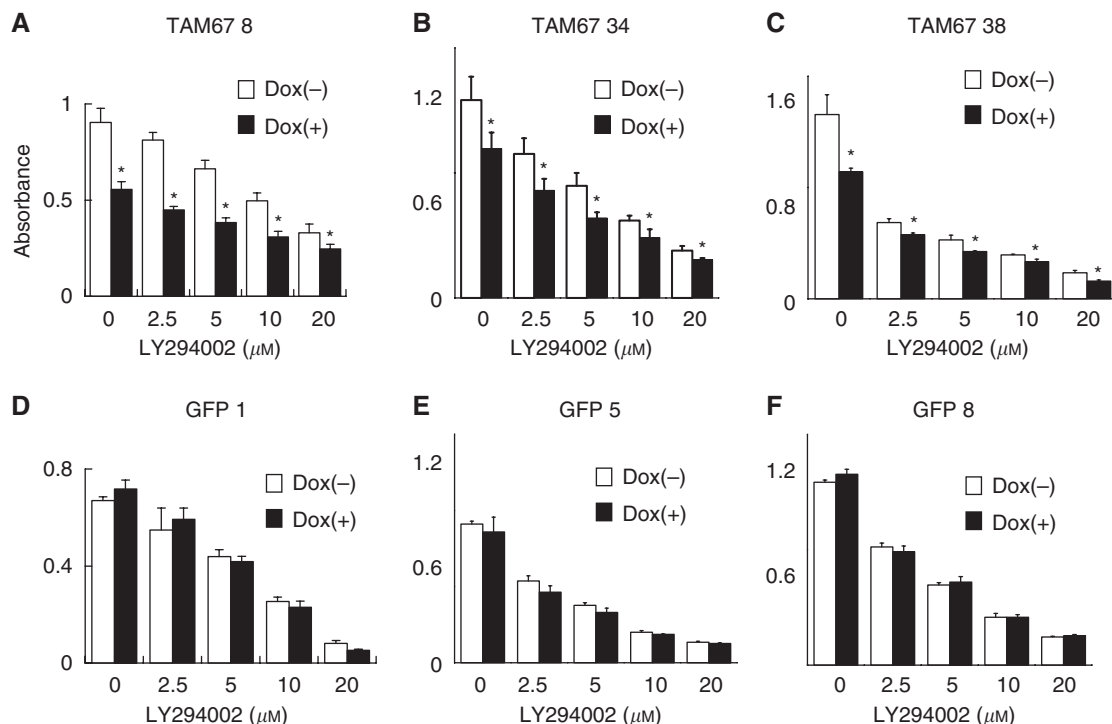 A TAM67 8
Absorbance
1
0.5
0
Dox(–)
Dox(+)
* * * * *
0 2.5 5 10 20
LY294002 (μM)
B TAM67 34
1.2
0.6
0
Dox(–)
Dox(+)
* * * * *
0 2.5 5 10 20
LY294002 (μM)
C TAM67 38
1.6
0.8
0
Dox(–)
Dox(+)
* * * * *
0 2.5 5 10 20
LY294002 (μM)
D GFP 1
0.8
0.4
0
Dox(–)
Dox(+)
0 2.5 5 10 20
LY294002 (μM)
E GFP 5
1.2
0.6
0
Dox(–)
Dox(+)
0 2.5 5 10 20
LY294002 (μM)
F GFP 8
1.2
0.6
0
Dox(–)
Dox(+)
0 2.5 5 10 20
LY294002 (μM)